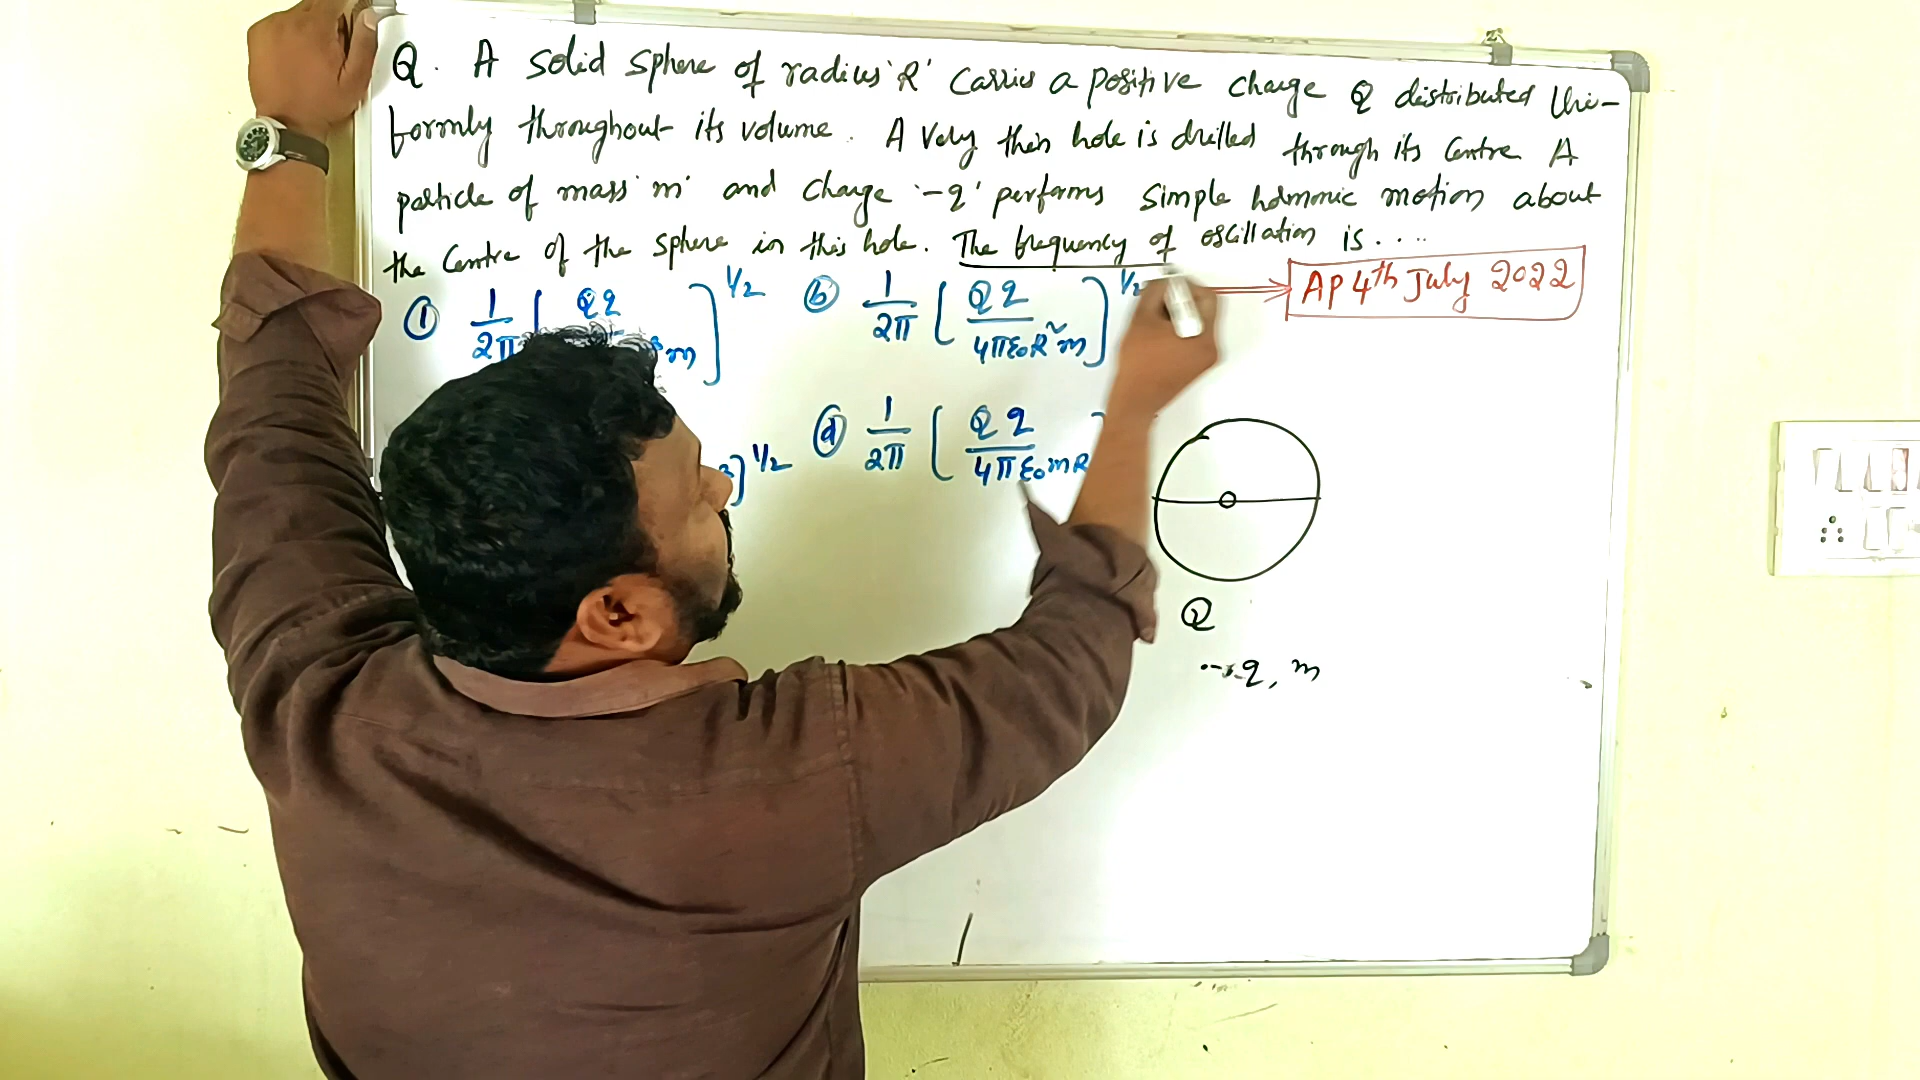 Q. A solid sphere of radius 'R' Carries a positive charge Q distributed Uni-
formly throughout its volume. A Very thin hole is drilled through its Centre A
particle of mass 'm' and charge '-q' performs simple harmonic motion about
the Centre of the sphere in this hole. The frequency of oscillation is....
① 1/2π [ Qq / ³m ]^1/2 ⓑ 1/2π [ Qq / 4πε₀R²m ]^1/2
AP 4th July 2022
]^1/2 ⓓ 1/2π [ Qq / 4πε₀mR
Q
-q, m